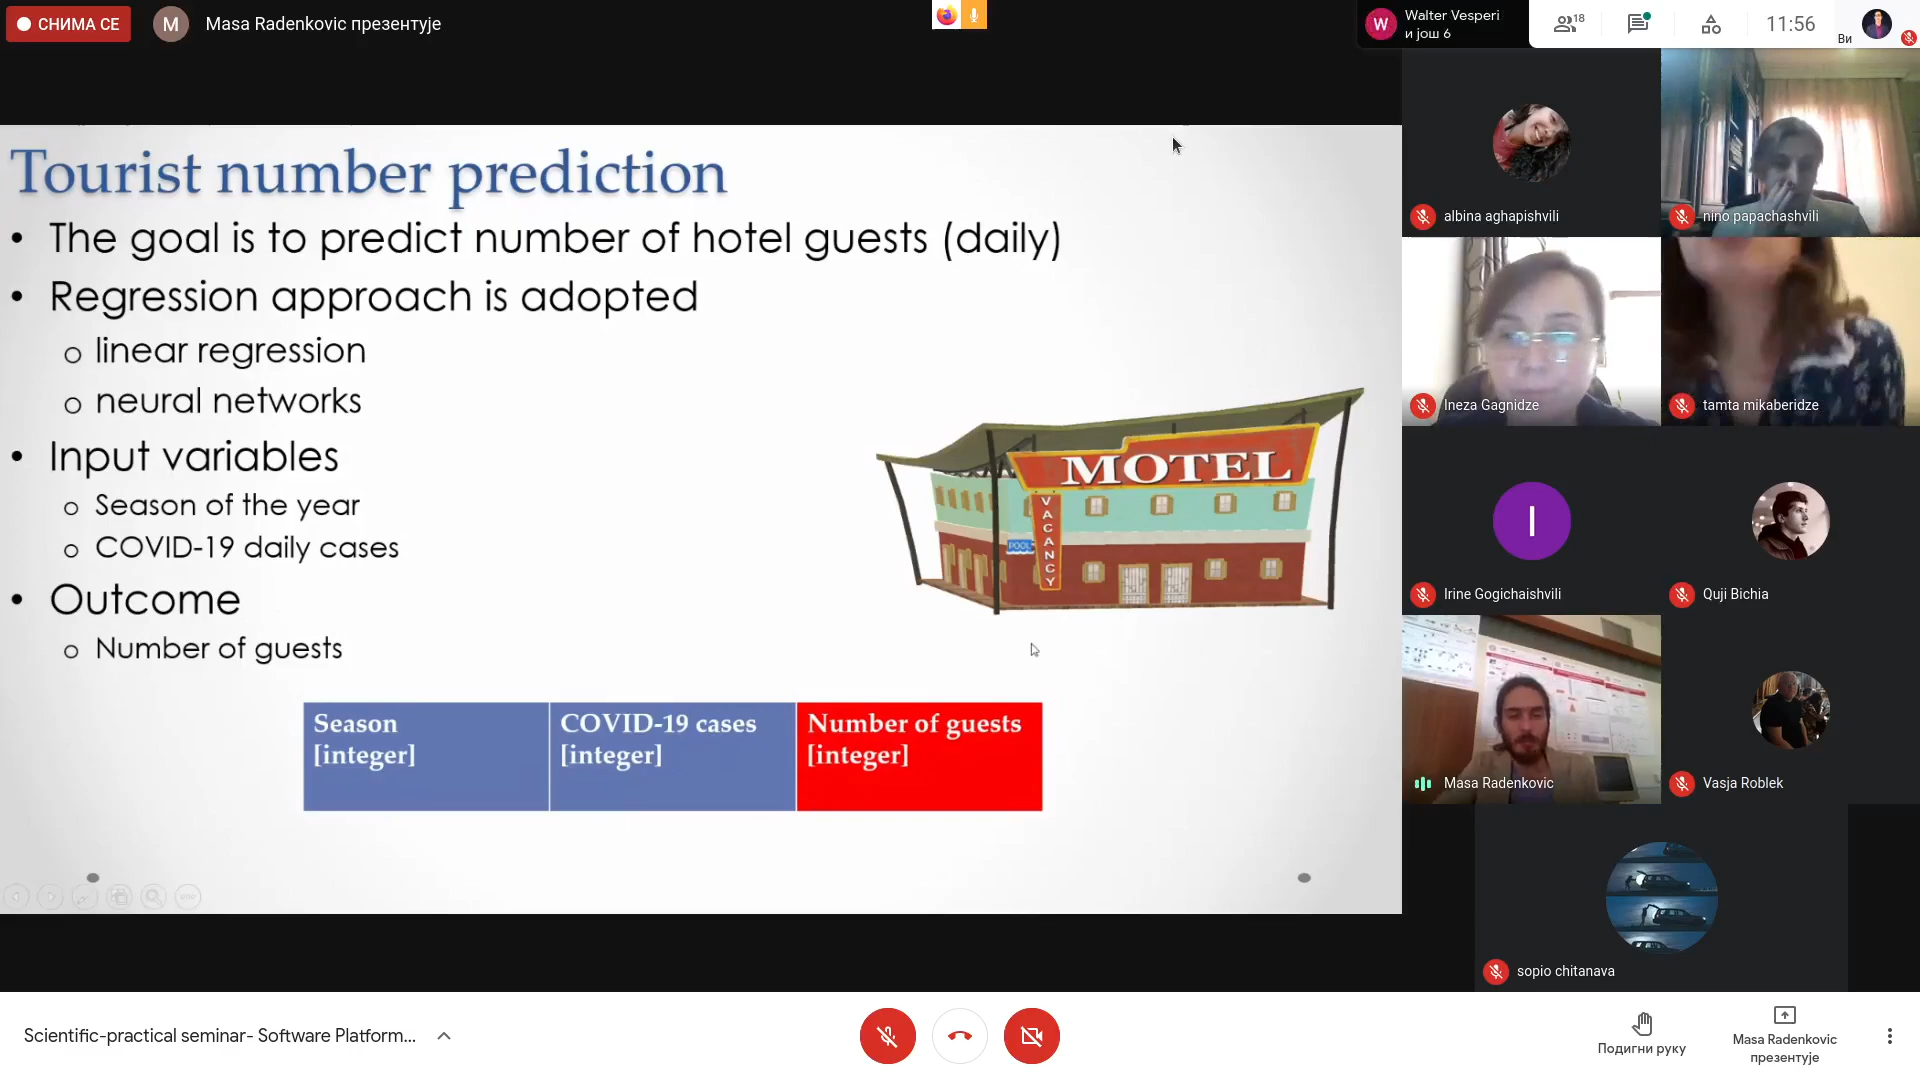 СНИМА СЕ
M
Masa Radenkovic презентује
W
Walter Vesperi
и још 6
18
11:56
Ви
Tourist number prediction
• The goal is to predict number of hotel guests (daily)
• Regression approach is adopted
o linear regression
o neural networks
• Input variables
o Season of the year
o COVID-19 daily cases
• Outcome
o Number of guests
MOTEL
VACANCY
POOL
Season
[integer]
COVID-19 cases
[integer]
Number of guests
[integer]
albina aghapishvili
nino papachashvili
Ineza Gagnidze
tamta mikaberidze
I
Irine Gogichaishvili
Quji Bichia
Masa Radenkovic
Vasja Roblek
sopio chitanava
Scientific-practical seminar- Software Platform...
Подигни руку
Masa Radenkovic
презентује